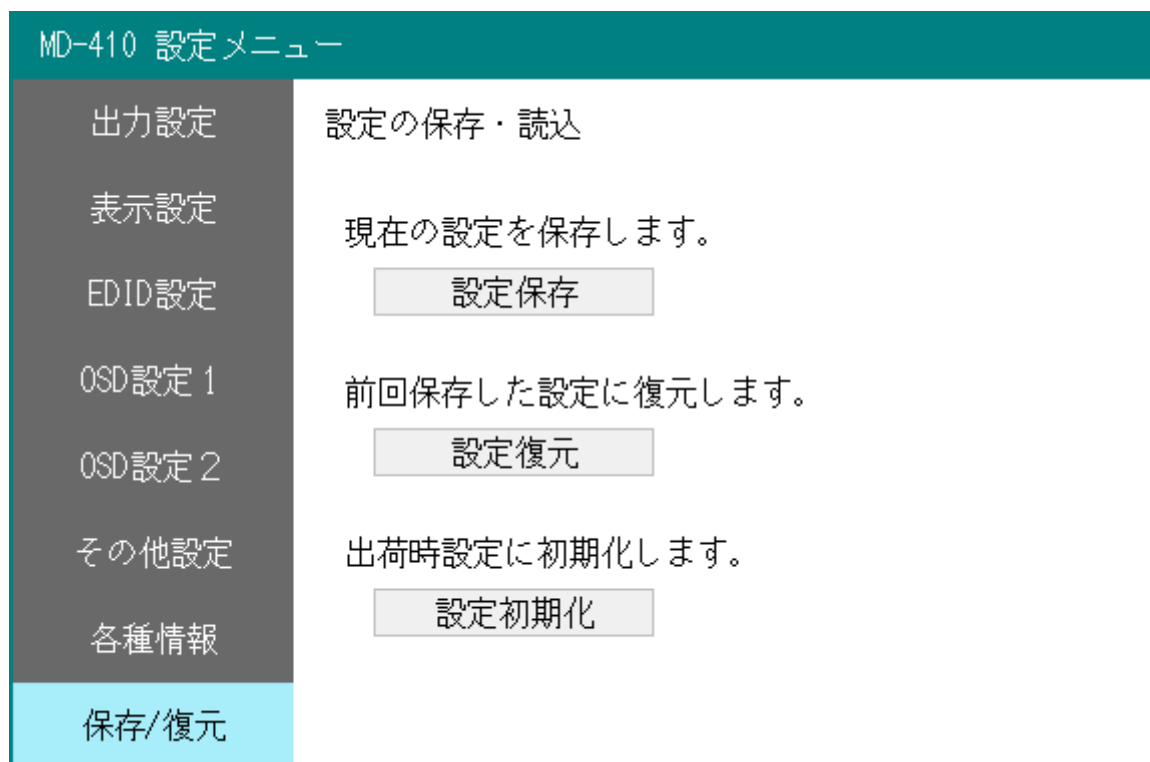 MD-410 設定メニュー
出力設定
表示設定
EDID設定
OSD設定１
OSD設定２
その他設定
各種情報
保存/復元
設定の保存・読込
現在の設定を保存します。
設定保存
前回保存した設定に復元します。
設定復元
出荷時設定に初期化します。
設定初期化